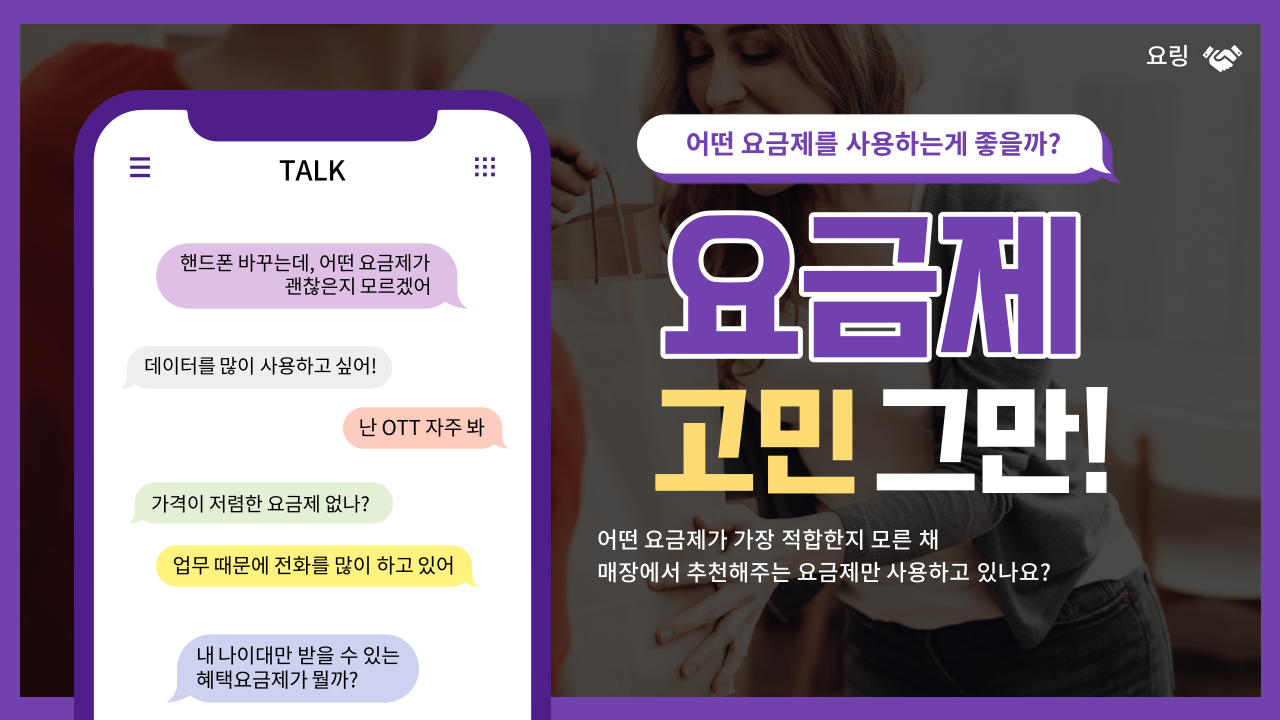 요링
TALK
핸드폰 바꾸는데, 어떤 요금제가
괜찮은지 모르겠어
데이터를 많이 사용하고 싶어!
난 OTT 자주 봐
가격이 저렴한 요금제 없나?
업무 때문에 전화를 많이 하고 있어
내 나이대만 받을 수 있는
혜택요금제가 뭘까?
어떤 요금제를 사용하는게 좋을까?
요금제
고민 그만!
어떤 요금제가 가장 적합한지 모른 채
매장에서 추천해주는 요금제만 사용하고 있나요?